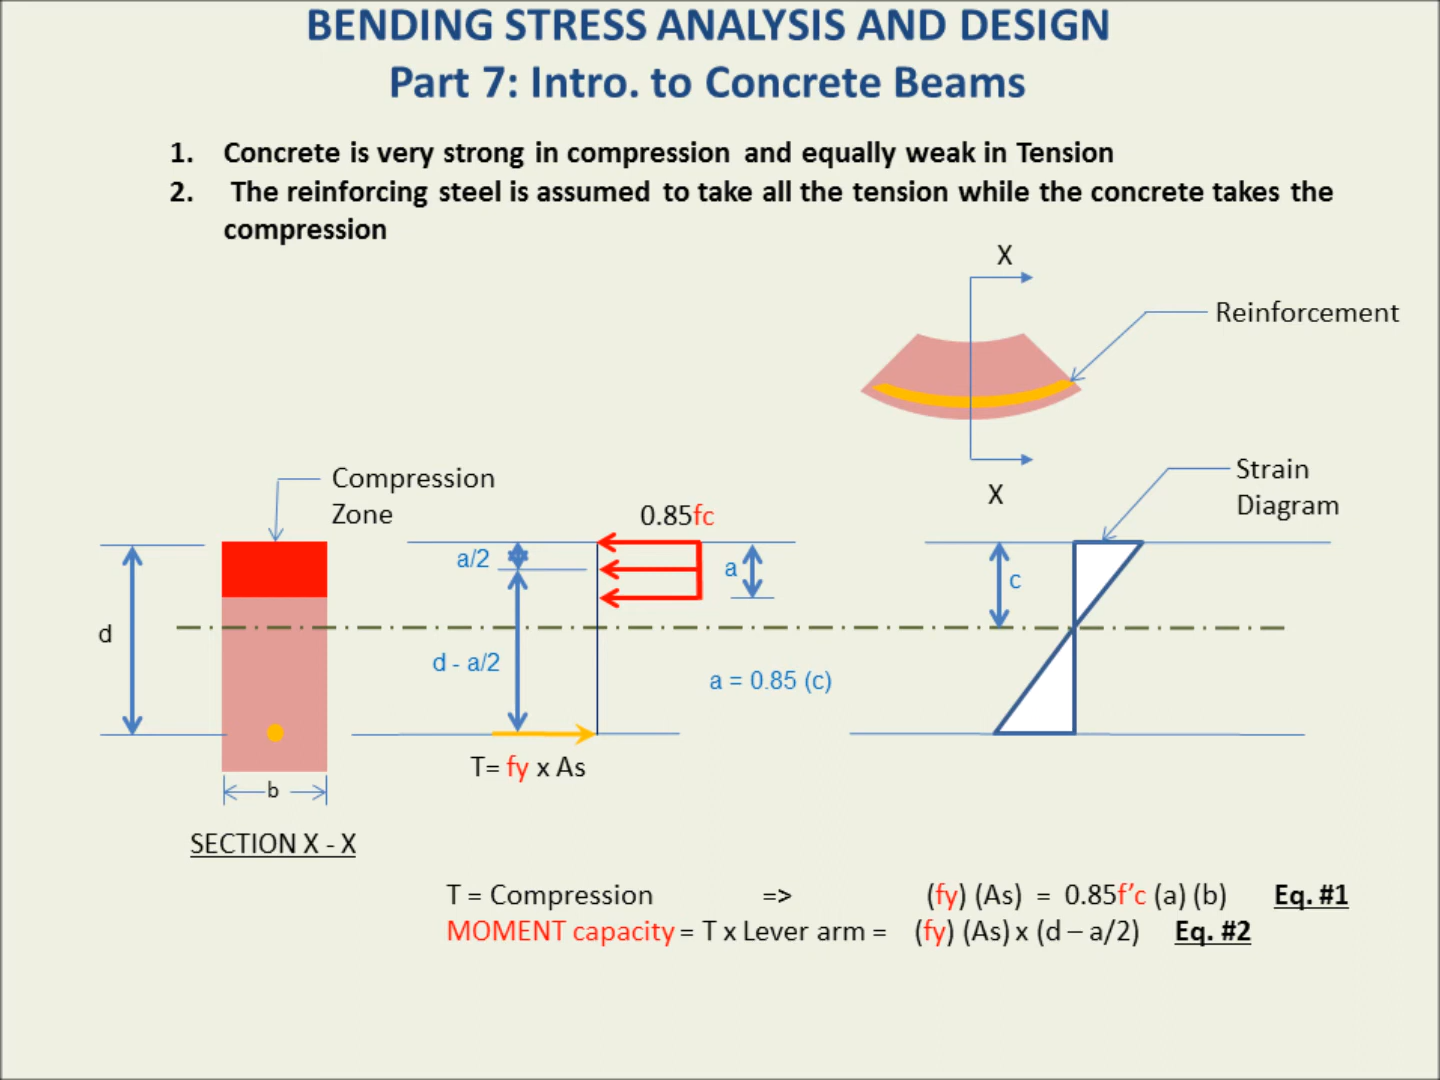 BENDING STRESS ANALYSIS AND DESIGN
Part 7: Intro. to Concrete Beams
1. Concrete is very strong in compression and equally weak in Tension
2. The reinforcing steel is assumed to take all the tension while the concrete takes the
compression
X
Reinforcement
X
Strain
Diagram
Compression
Zone
0.85fc
a/2
a
c
d
d - a/2
a = 0.85 (c)
T= fy x As
b
SECTION X - X
T = Compression => (fy) (As) = 0.85f'c (a) (b) Eq. #1
MOMENT capacity = T x Lever arm = (fy) (As) x (d – a/2) Eq. #2